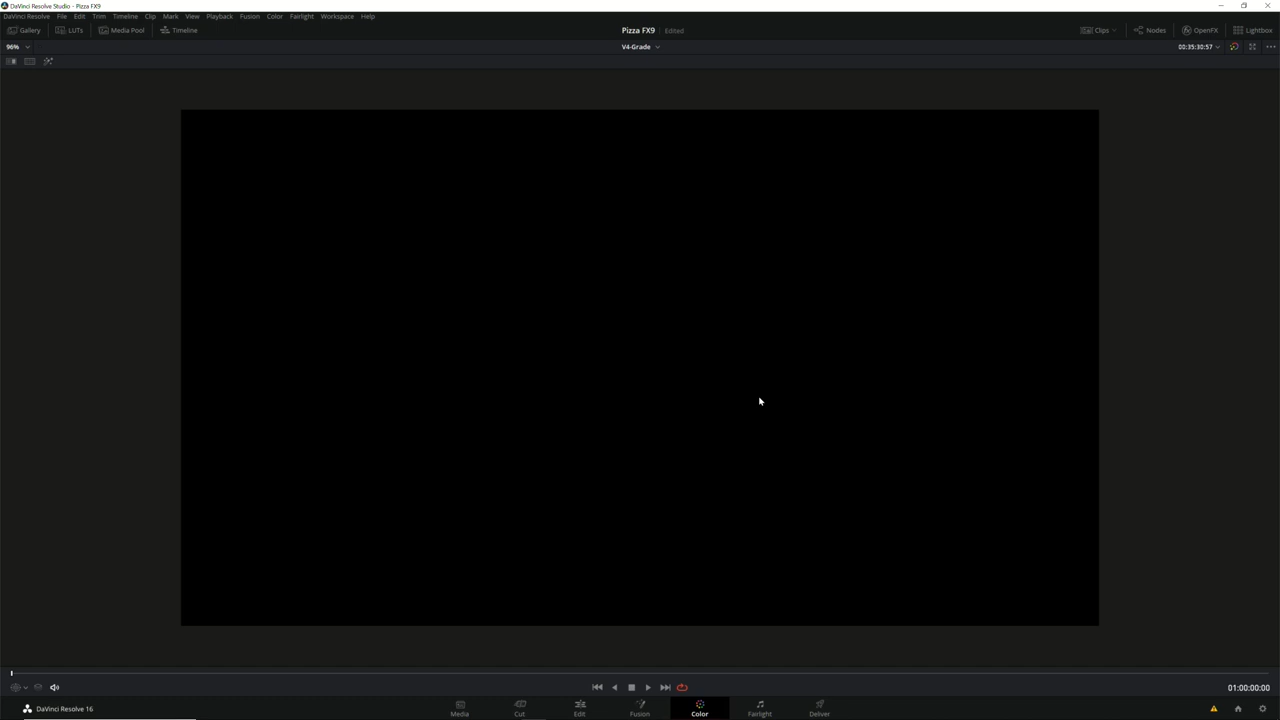 DaVinci Resolve Studio - Pizza FX9
DaVinci Resolve File Edit Trim Timeline Clip Mark View Playback Fusion Color Fairlight Workspace Help
Gallery LUTs Media Pool Timeline Pizza FX9 Edited Clips Nodes OpenFX Lightbox
96% V4-Grade 00:35:30:57
01:00:00:00
DaVinci Resolve 16 Media Cut Edit Fusion Color Fairlight Deliver